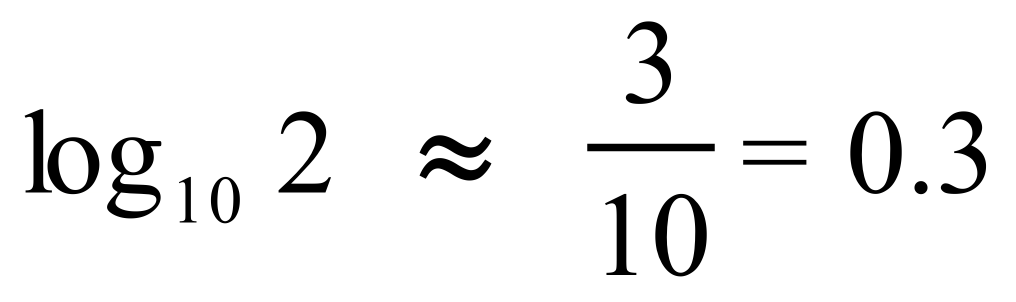 log₁₀ 2 ≈ 3/10 = 0.3